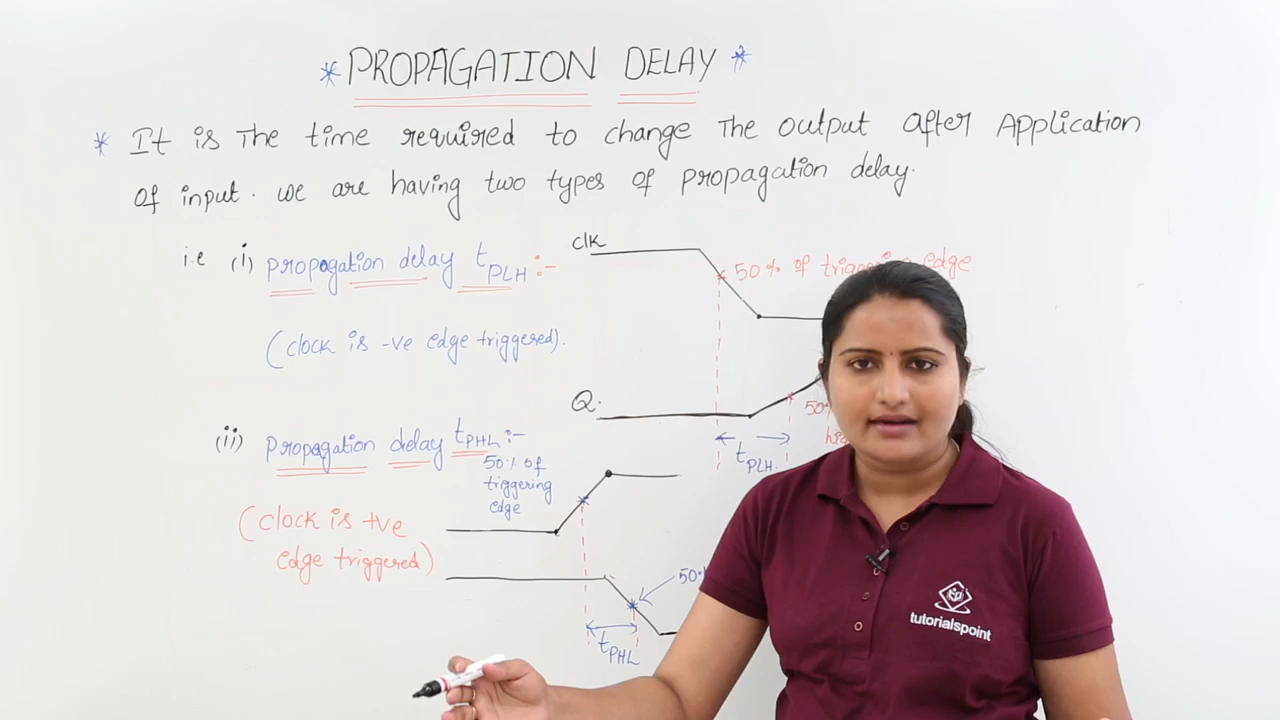 * PROPAGATION DELAY *
* It is The time required to change The output after Application
of input. we are having two types of propagation delay.
i.e (i) propagation delay tPLH :-
(clock is -ve edge triggered).
clk
50% of triggering edge
Q.
50%
tPLH.
(ii) propagation delay tPHL :-
(clock is +ve
edge triggered)
50% of
triggering
edge
50%
tPHL
tutorialspoint